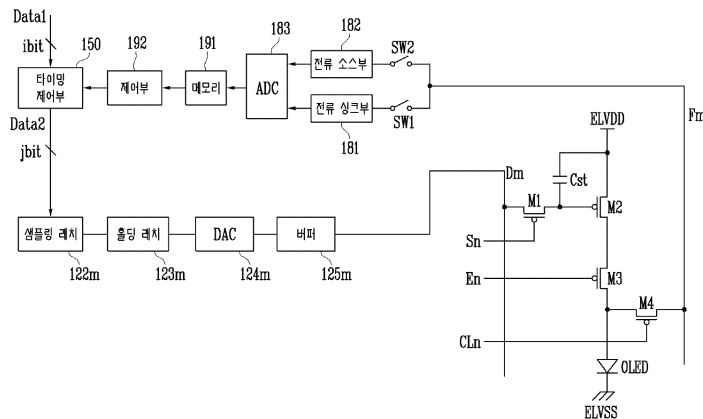 Data1
ibit
150
192
191
183
182
SW2
타이밍
제어부
제어부
메모리
ADC
전류 소스부
전류 싱크부
SW1
181
Data2
jbit
ELVDD
Fm
Dm
Cst
M1
M2
샘플링 래치
홀딩 래치
DAC
버퍼
122m
123m
124m
125m
Sn
En
M3
M4
CLn
OLED
ELVSS